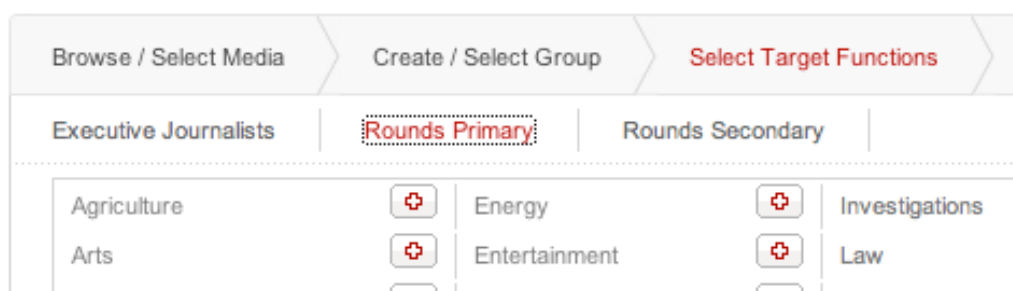 Browse / Select Media Create / Select Group Select Target Functions
Executive Journalists Rounds Primary Rounds Secondary
Agriculture Energy Investigations
Arts Entertainment Law